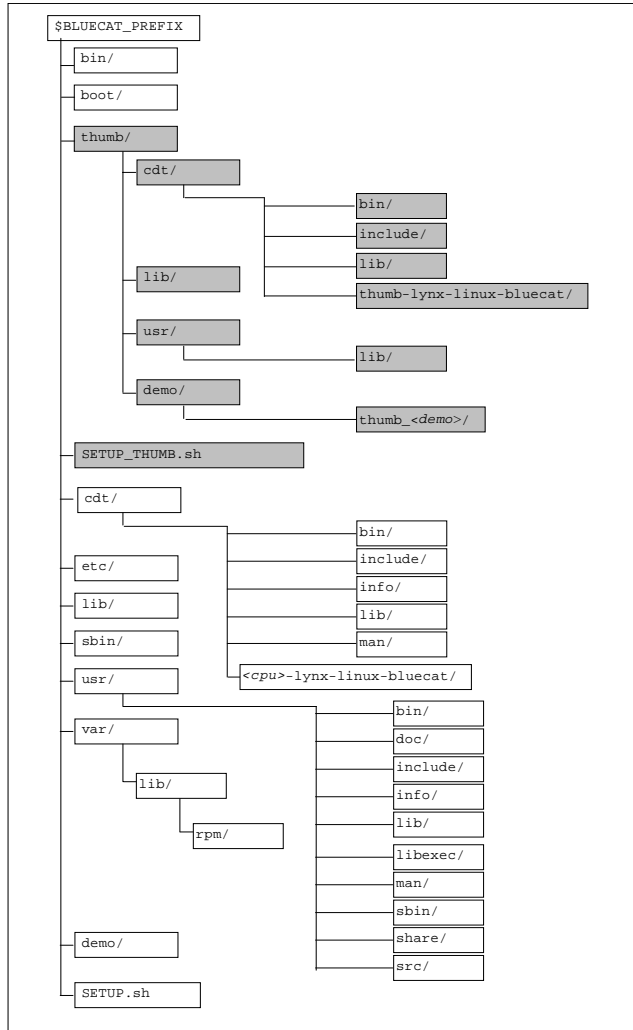 $BLUECAT_PREFIX
bin/
boot/
thumb/
cdt/
bin/
include/
lib/
thumb-lynx-linux-bluecat/
lib/
usr/
lib/
demo/
thumb_<demo>/
SETUP_THUMB.sh
cdt/
bin/
include/
info/
lib/
man/
<cpu>-lynx-linux-bluecat/
etc/
lib/
sbin/
usr/
bin/
doc/
include/
info/
lib/
libexec/
man/
sbin/
share/
src/
var/
lib/
rpm/
demo/
SETUP.sh